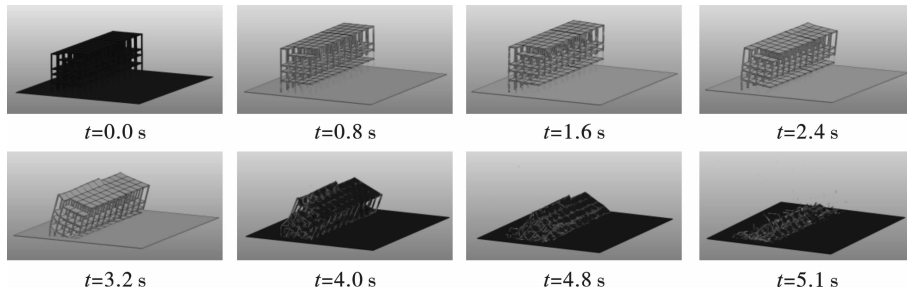 t=0.0 s
t=0.8 s
t=1.6 s
t=2.4 s
t=3.2 s
t=4.0 s
t=4.8 s
t=5.1 s